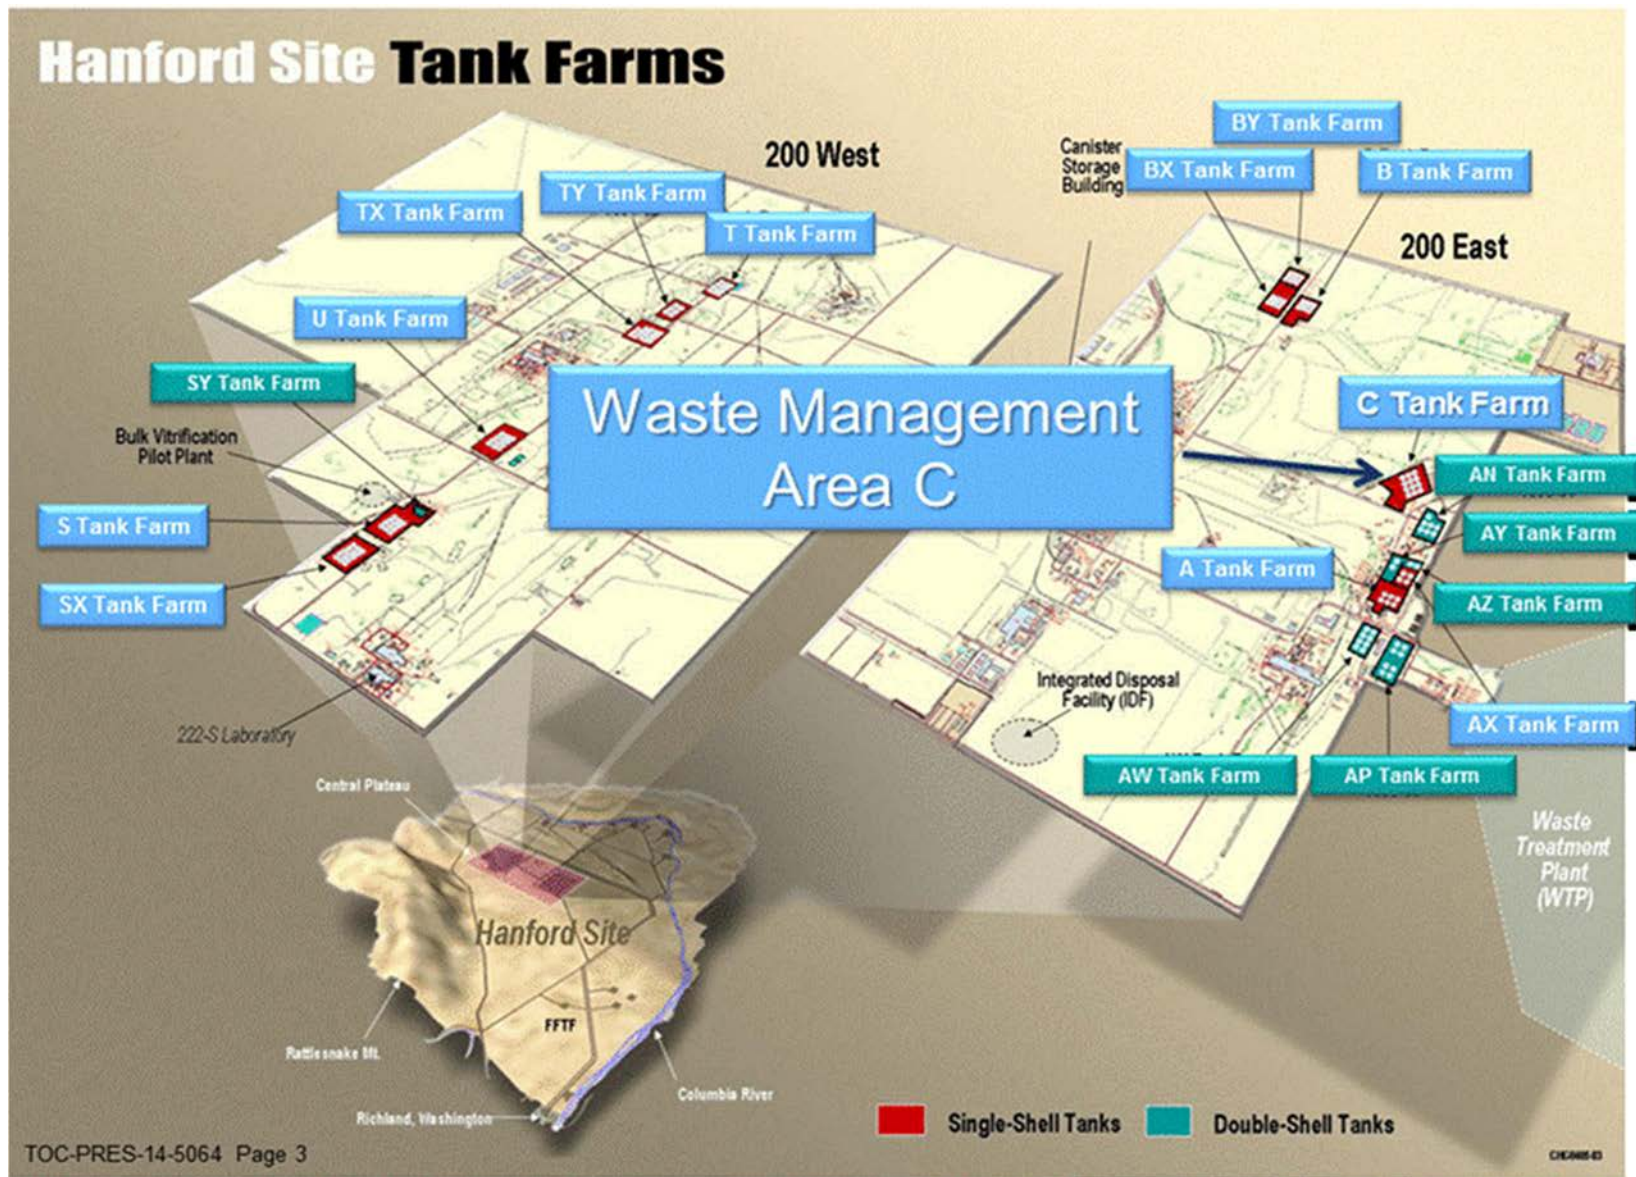 Hanford Site Tank Farms
200 West
TY Tank Farm
TX Tank Farm
T Tank Farm
U Tank Farm
SY Tank Farm
Bulk Vitrification
Pilot Plant
S Tank Farm
SX Tank Farm
222-S Laboratory
Canister
Storage
Building
BY Tank Farm
BX Tank Farm
B Tank Farm
200 East
Waste Management
Area C
C Tank Farm
AN Tank Farm
AY Tank Farm
A Tank Farm
AZ Tank Farm
Integrated Disposal
Facility (IDF)
AX Tank Farm
AW Tank Farm
AP Tank Farm
Waste
Treatment
Plant
(WTP)
Central Plateau
Hanford Site
FFTF
Rattlesnake Mt.
Columbia River
Richland, Washington
Single-Shell Tanks
Double-Shell Tanks
TOC-PRES-14-5064 Page 3